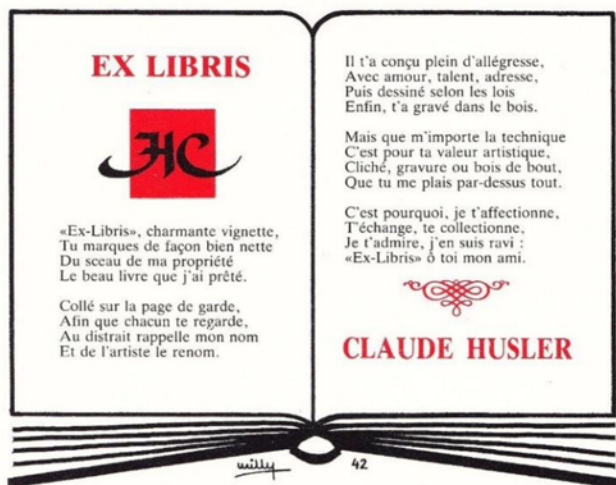 EX LIBRIS
HC
«Ex-Libris», charmante vignette,
Tu marques de façon bien nette
Du sceau de ma propriété
Le beau livre que j'ai prêté.
Collé sur la page de garde,
Afin que chacun te regarde,
Au distrait rappelle mon nom
Et de l'artiste le renom.
Il t'a conçu plein d'allégresse,
Avec amour, talent, adresse,
Puis dessiné selon les lois
Enfin, t'a gravé dans le bois.
Mais que m'importe la technique
C'est pour ta valeur artistique,
Cliché, gravure ou bois de bout,
Que tu me plais par-dessus tout.
C'est pourquoi, je t'affectionne,
T'échange, te collectionne,
Je t'admire, j'en suis ravi :
«Ex-Libris» ô toi mon ami.
CLAUDE HUSLER
milly 42